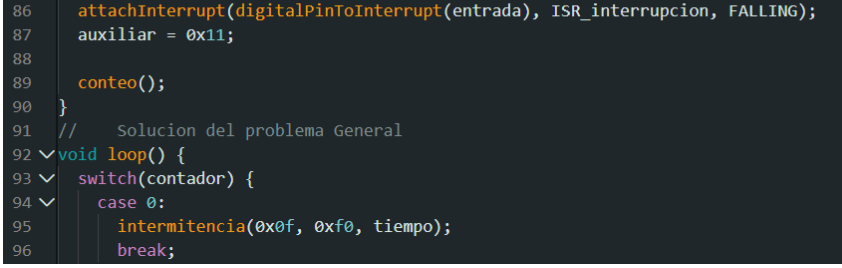 86 attachInterrupt(digitalPinToInterrupt(entrada), ISR_interrupcion, FALLING);
87 auxiliar = 0x11;
88
89 conteo();
90 }
91 // Solucion del problema General
92 void loop() {
93 switch(contador) {
94 case 0:
95 intermitencia(0x0f, 0xf0, tiempo);
96 break;